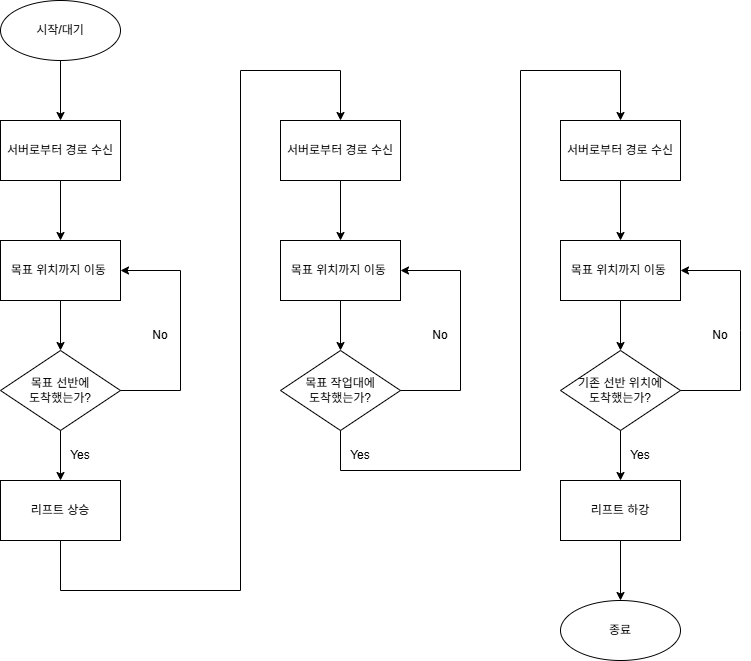 시작/대기
서버로부터 경로 수신
목표 위치까지 이동
No
목표 선반에
도착했는가?
Yes
리프트 상승
서버로부터 경로 수신
목표 위치까지 이동
No
목표 작업대에
도착했는가?
Yes
서버로부터 경로 수신
목표 위치까지 이동
No
기존 선반 위치에
도착했는가?
Yes
리프트 하강
종료